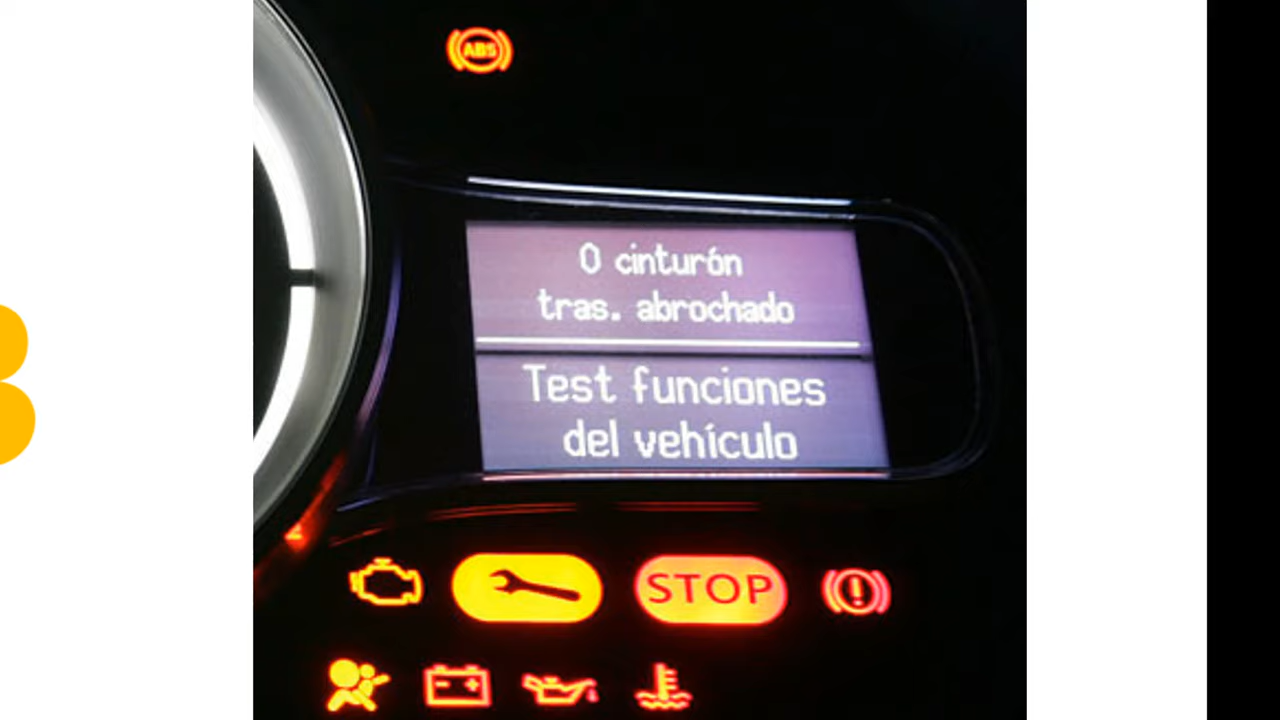 ABS
0 cinturón
tras. abrochado
Test funciones
del vehículo
STOP